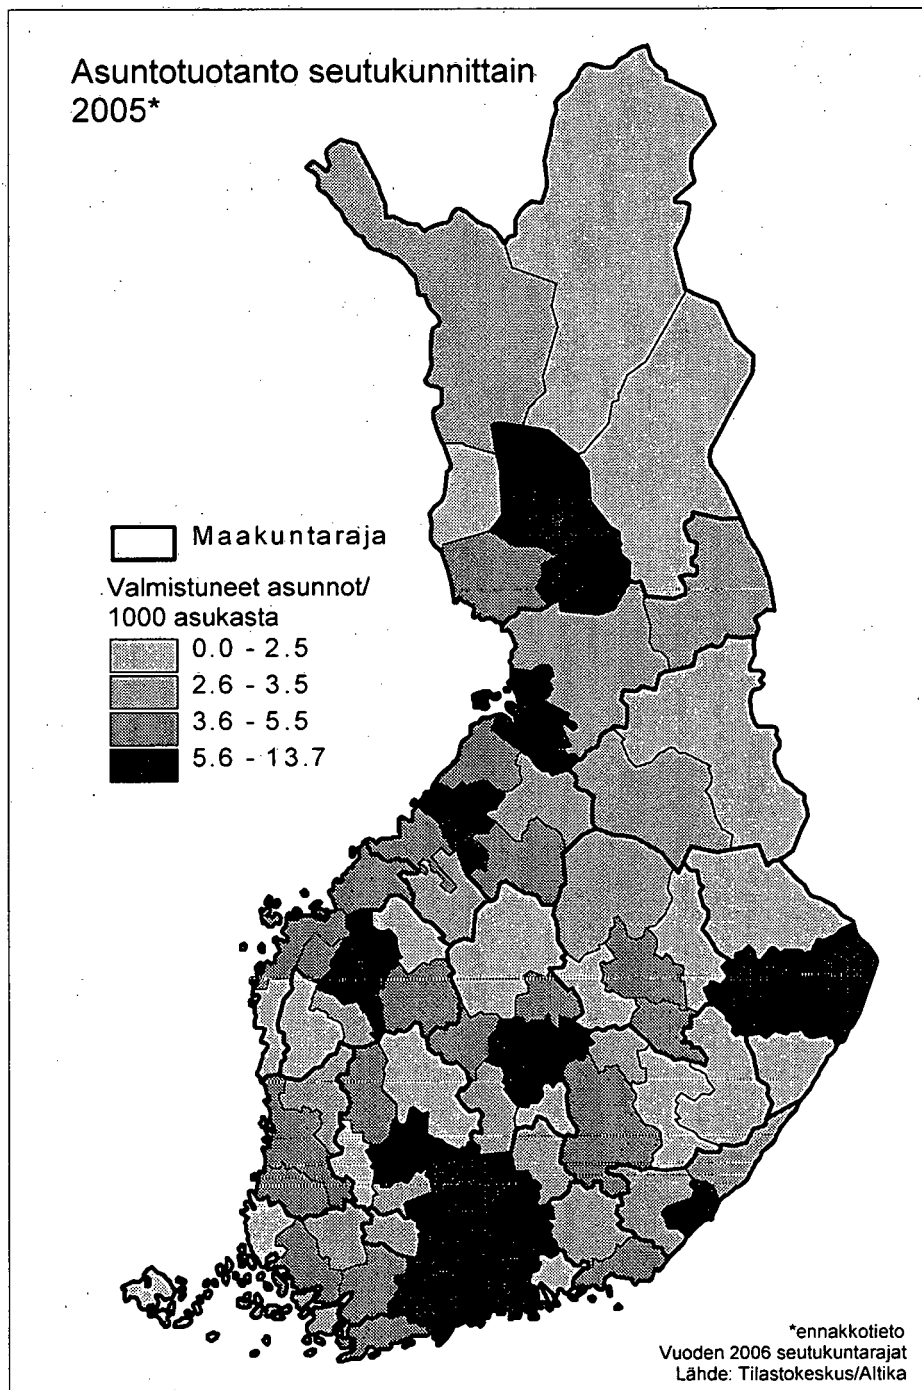 Asuntotuotanto seutukunnittain
2005*
Maakuntaraja
Valmistuneet asunnot/
1000 asukasta
0.0 - 2.5
2.6 - 3.5
3.6 - 5.5
5.6 - 13.7
*ennakkotieto
Vuoden 2006 seutukuntarajat
Lähde: Tilastokeskus/Altika